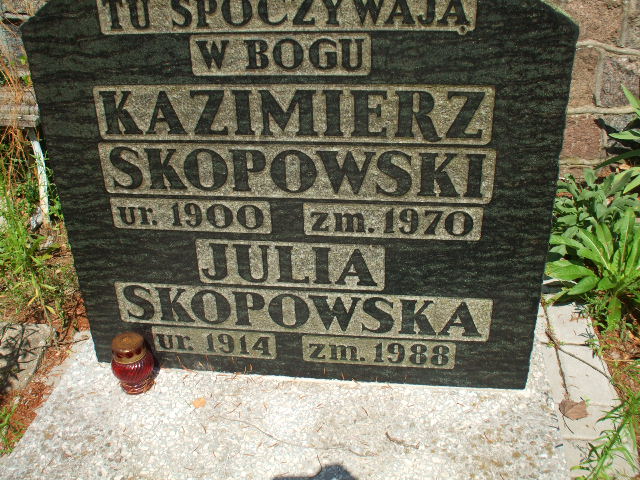 TU SPOCZYWAJĄ
W BOGU
KAZIMIERZ
SKOPOWSKI
ur. 1900 zm. 1970
JULIA
SKOPOWSKA
ur. 1914 zm. 1988